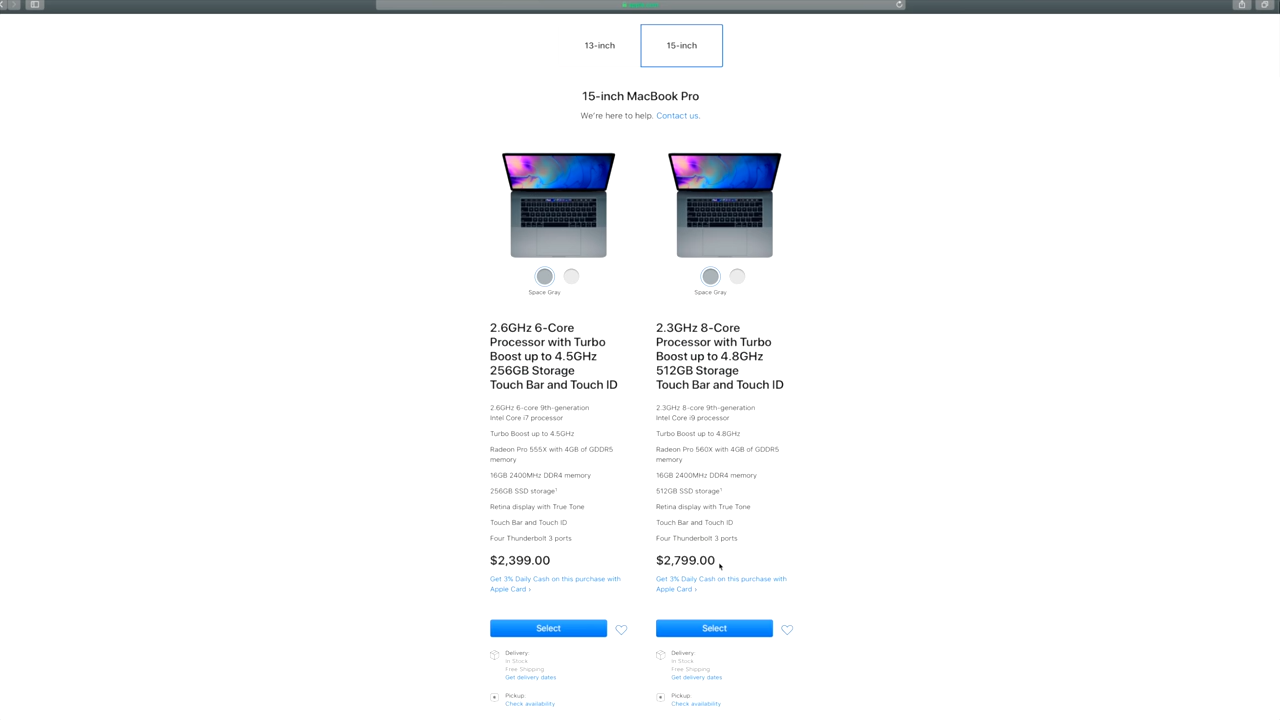 13-inch
15-inch
15-inch MacBook Pro
We're here to help. Contact us.
Space Gray
Space Gray
2.6GHz 6-Core
Processor with Turbo
Boost up to 4.5GHz
256GB Storage
Touch Bar and Touch ID
2.6GHz 6-core 9th-generation
Intel Core i7 processor
Turbo Boost up to 4.5GHz
Radeon Pro 555X with 4GB of GDDR5
memory
16GB 2400MHz DDR4 memory
256GB SSD storage¹
Retina display with True Tone
Touch Bar and Touch ID
Four Thunderbolt 3 ports
$2,399.00
Get 3% Daily Cash on this purchase with
Apple Card ›
Select
Delivery:
In Stock
Free Shipping
Get delivery dates
Pickup:
Check availability
2.3GHz 8-Core
Processor with Turbo
Boost up to 4.8GHz
512GB Storage
Touch Bar and Touch ID
2.3GHz 8-core 9th-generation
Intel Core i9 processor
Turbo Boost up to 4.8GHz
Radeon Pro 560X with 4GB of GDDR5
memory
16GB 2400MHz DDR4 memory
512GB SSD storage¹
Retina display with True Tone
Touch Bar and Touch ID
Four Thunderbolt 3 ports
$2,799.00
Get 3% Daily Cash on this purchase with
Apple Card ›
Select
Delivery:
In Stock
Free Shipping
Get delivery dates
Pickup:
Check availability